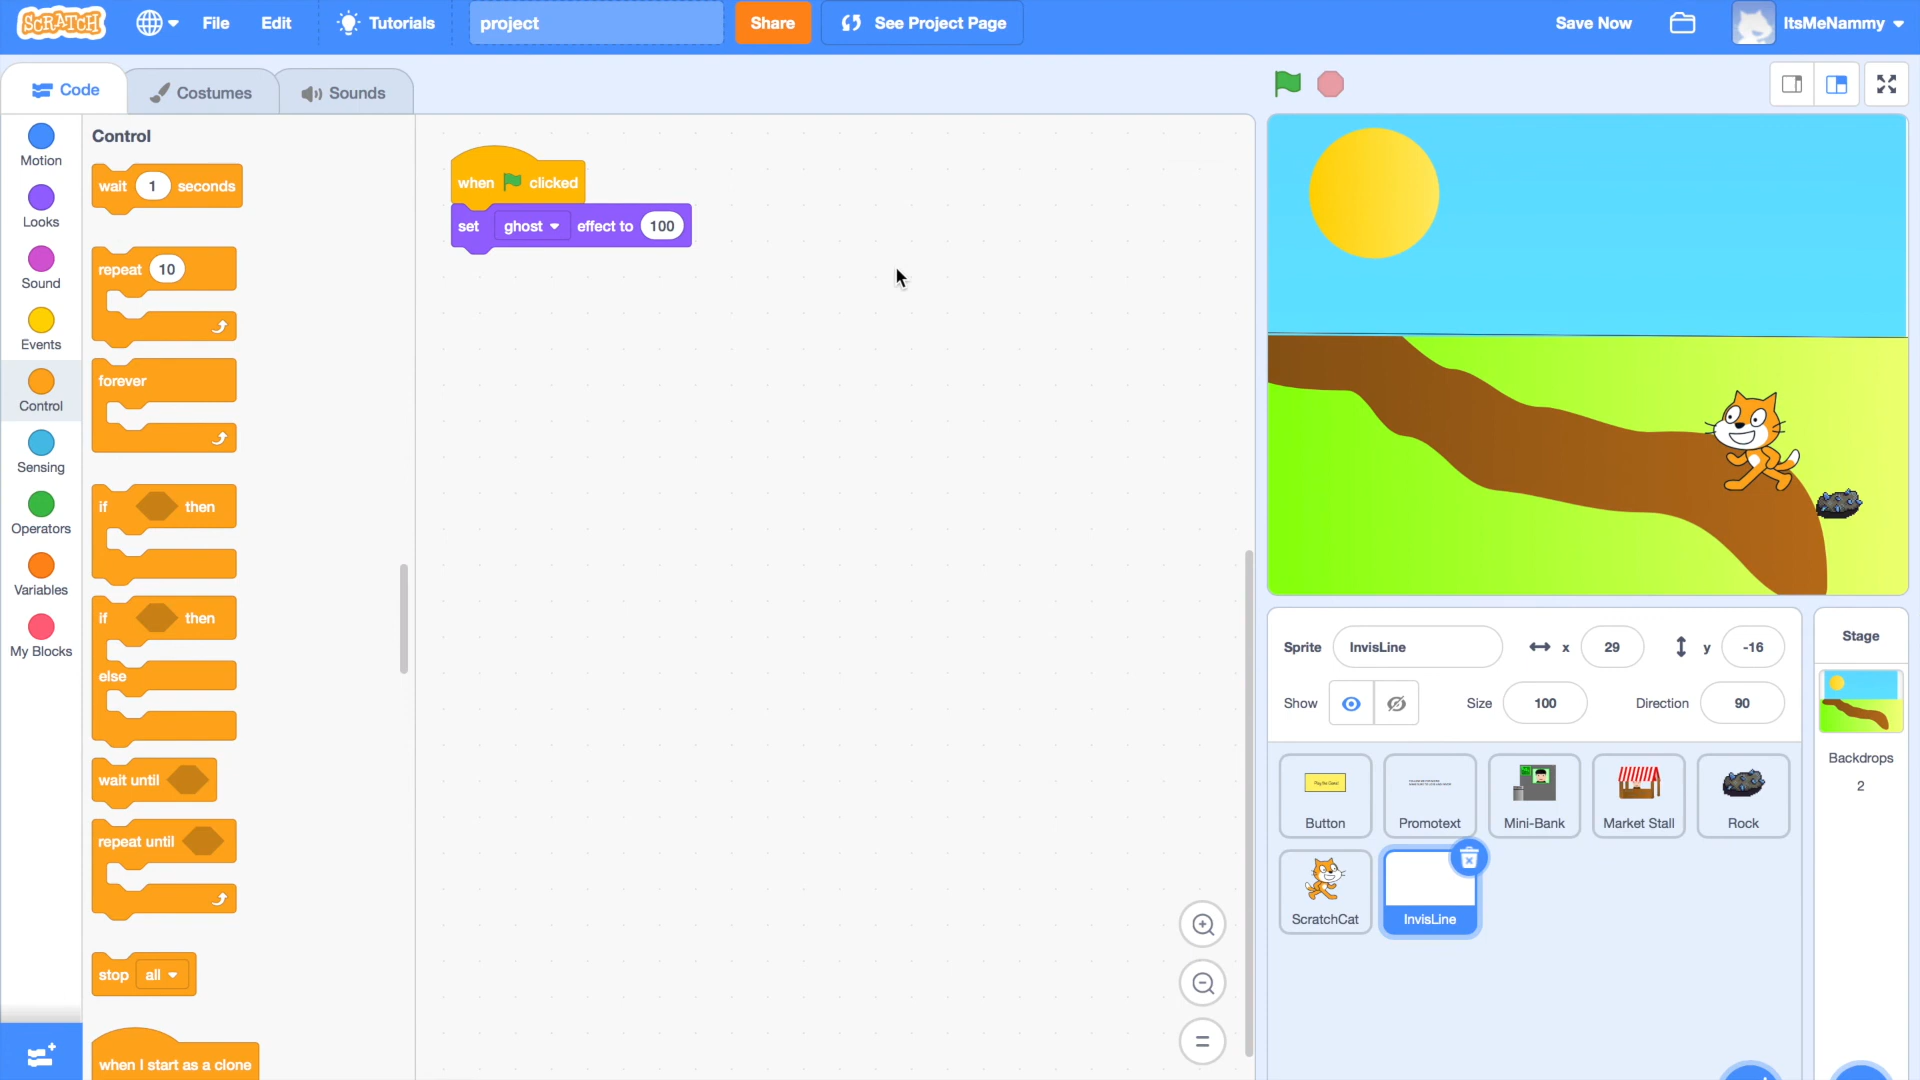 SCRATCH File Edit Tutorials project Share See Project Page Save Now ItsMeNammy
Code Costumes Sounds
Motion
Looks
Sound
Events
Control
Sensing
Operators
Variables
My Blocks
Control
wait 1 seconds
repeat 10
forever
if then
if then
else
wait until
repeat until
stop all
when I start as a clone
when clicked
set ghost effect to 100
Sprite InvisLine x 29 y -16
Show Size 100 Direction 90
Button Promotext Mini-Bank Market Stall Rock
ScratchCat InvisLine
Stage
Backdrops
2